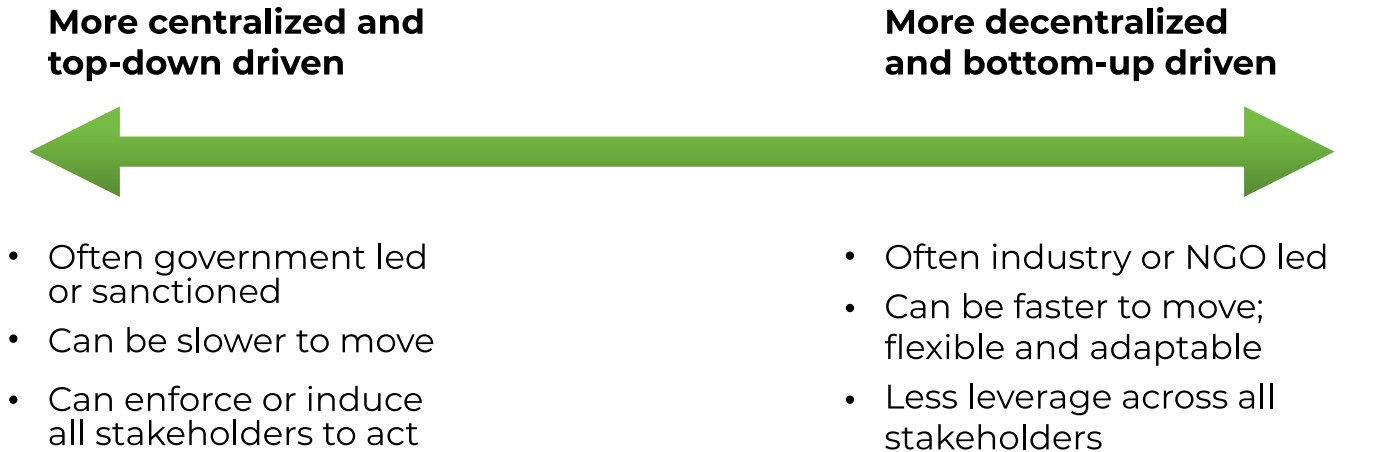 More centralized and
top-down driven
More decentralized
and bottom-up driven
• Often government led
or sanctioned
• Can be slower to move
• Can enforce or induce
all stakeholders to act
• Often industry or NGO led
• Can be faster to move;
flexible and adaptable
• Less leverage across all
stakeholders